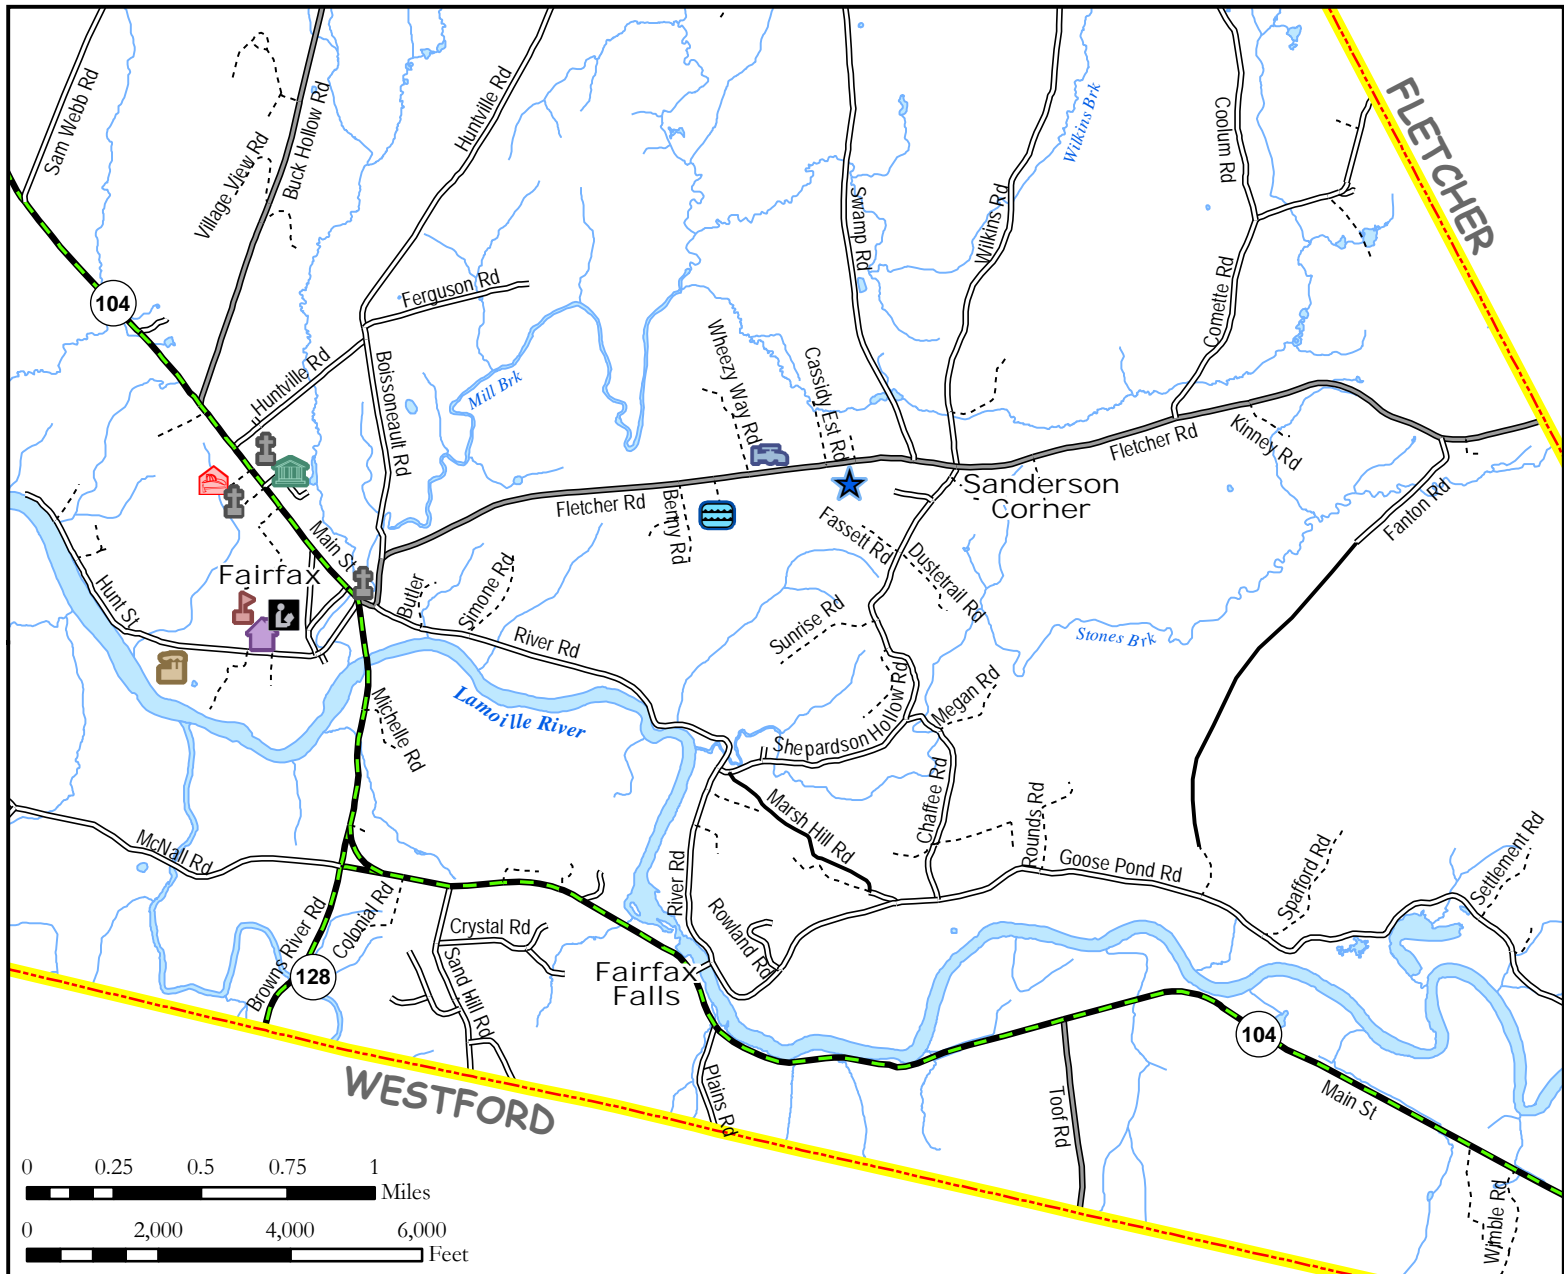 Sam Webb Rd
Village View Rd
Buck Hollow Rd
Huntville Rd
Swamp Rd
Wilkins Rd
Wilkins Brk
Coolum Rd
FLETCHER
104
Ferguson Rd
Huntville Rd
Boissoneault Rd
Mill Brk
Wheezy Way Rd
Cassidy Est Rd
Comette Rd
Fletcher Rd
Kinney Rd
Fanton Rd
Sanderson
Corner
Fletcher Rd
Benny Rd
Fassett Rd
Dustetrail Rd
Main St
Fairfax
Hunt St
Butler
Simone Rd
River Rd
Sunrise Rd
Stones Brk
Lamoille River
Michelle Rd
Shepardson Hollow Rd
Megan Rd
Chaffee Rd
Marsh Hill Rd
Rounds Rd
Goose Pond Rd
Spafford Rd
Settlement Rd
McNall Rd
River Rd
Rowland Rd
Colonial Rd
Browns River Rd
Crystal Rd
Sand Hill Rd
128
Fairfax
Falls
104
Main St
Plains Rd
Toof Rd
Wimble Rd
WESTFORD
0 0.25 0.5 0.75 1
Miles
0 2,000 4,000 6,000
Feet